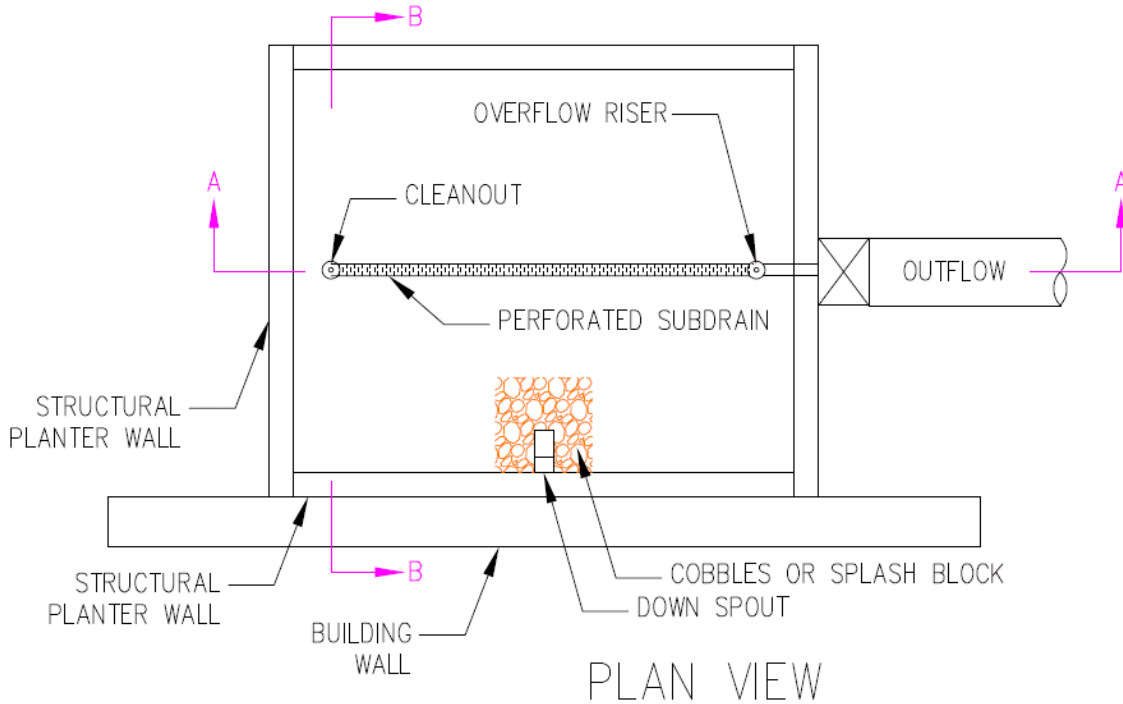 B
OVERFLOW RISER
A
A
CLEANOUT
OUTFLOW
PERFORATED SUBDRAIN
STRUCTURAL
PLANTER WALL
STRUCTURAL
PLANTER WALL
B
COBBLES OR SPLASH BLOCK
DOWN SPOUT
BUILDING
WALL
PLAN VIEW